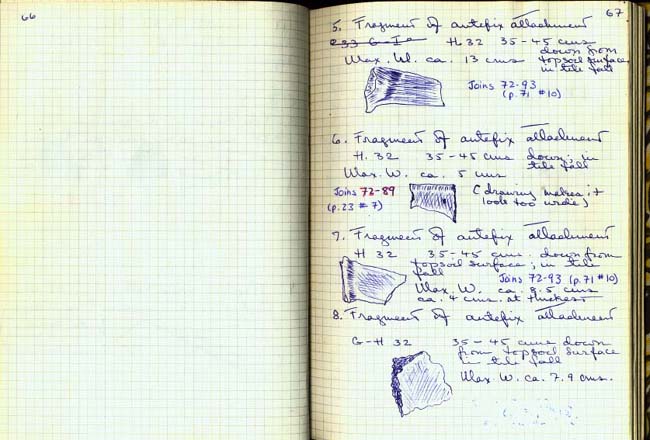 66
67
5. Fragment of antefix attachment
H 32 35-45 cms down from
topsoil surface
in tile fall
Max. W. ca. 13 cms
Joins 72-93
(p.71 #10)
6. Fragment of antefix attachment
H. 32 35-45 cms down; in
tile fall
Max. W. ca. 5 cms
Joins 72-89
(p.23 #7)
(drawing makes it
look too wide)
7. Fragment of antefix attachment
H 32 35-45 cms. down from
topsoil surface; in tile
fall
Joins 72-93 (p.71 #10)
Max. W. ca. 8.5 cms
ca. 4 cms. at thickest
8. Fragment of antefix attachment
G-H 32 35-45 cms down
from topsoil surface
in tile fall
Max. W. ca. 7.9 cms.